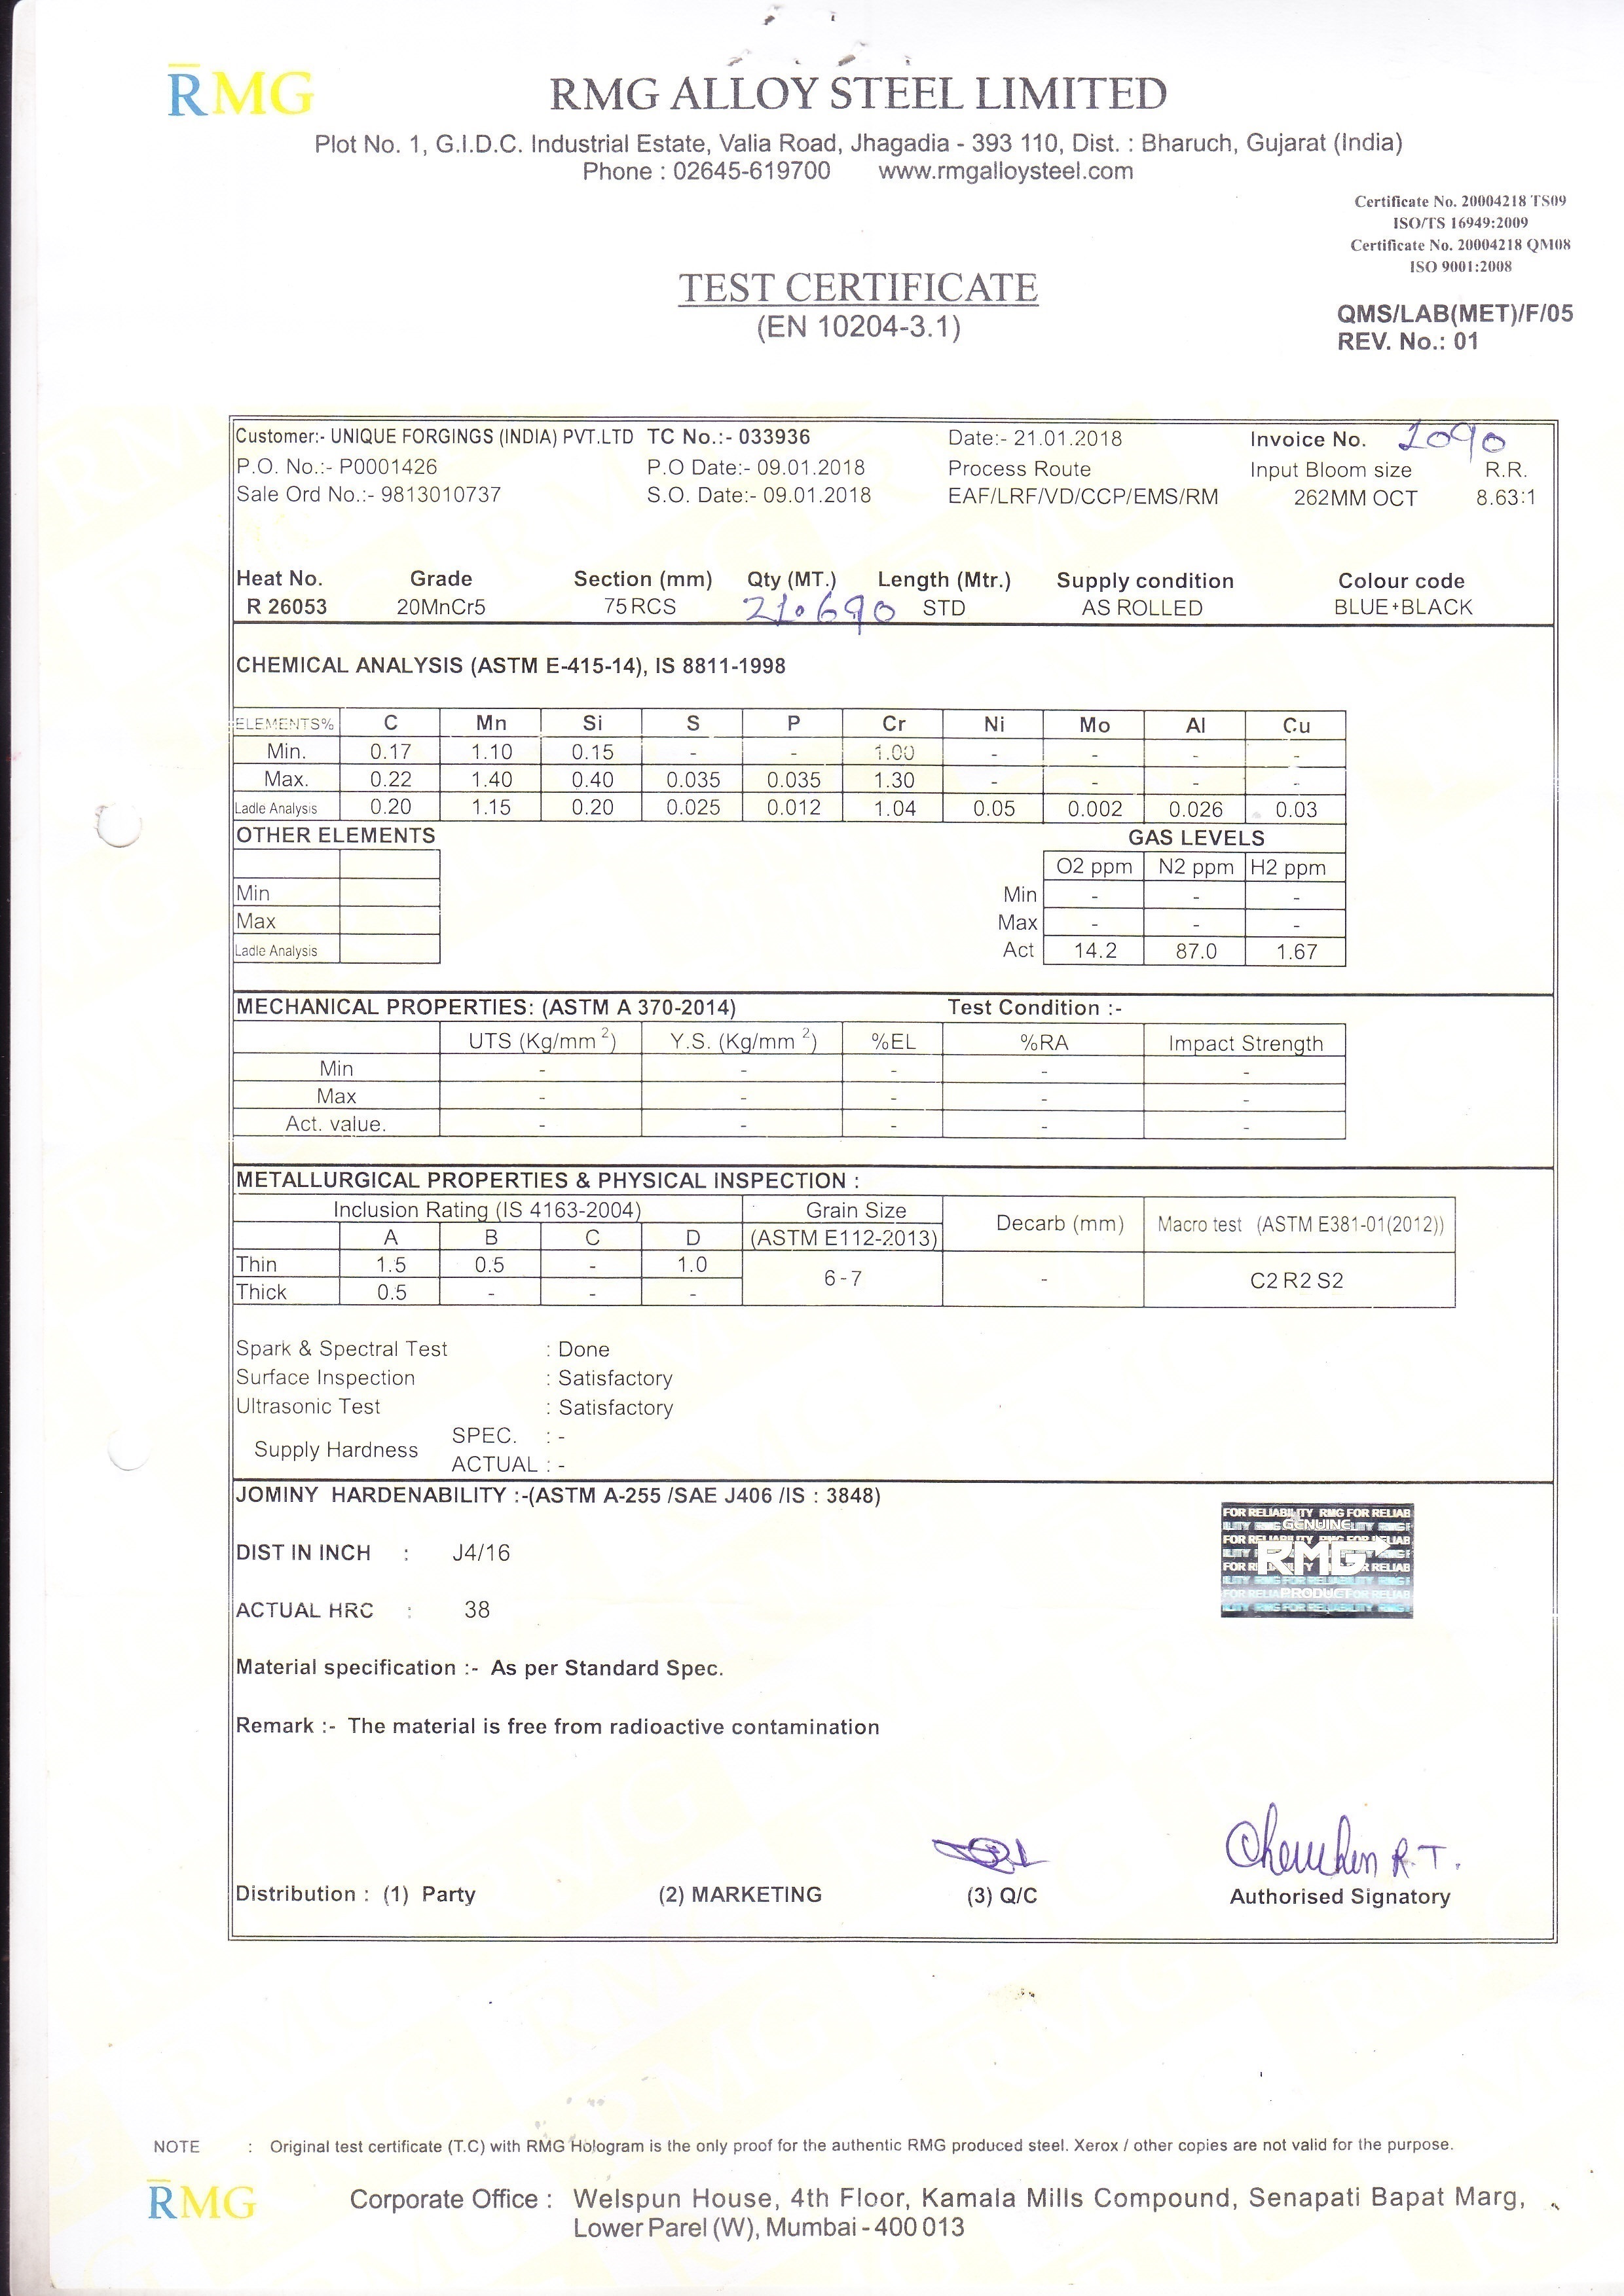 RMG
RMG ALLOY STEEL LIMITED
Plot No. 1, G.I.D.C. Industrial Estate, Valia Road, Jhagadia - 393 110, Dist. : Bharuch, Gujarat (India)
Phone : 02645-619700 www.rmgalloysteel.com
Certificate No. 20004218 TS09
ISO/TS 16949:2009
Certificate No. 20004218 QM08
ISO 9001:2008
TEST CERTIFICATE
(EN 10204-3.1)
QMS/LAB(MET)/F/05
REV. No.: 01
Customer:- UNIQUE FORGINGS (INDIA) PVT.LTD TC No.:- 033936 Date:- 21.01.2018 Invoice No. 1090
P.O. No.:- P0001426 P.O Date:- 09.01.2018 Process Route Input Bloom size R.R.
Sale Ord No.:- 9813010737 S.O. Date:- 09.01.2018 EAF/LRF/VD/CCP/EMS/RM 262MM OCT 8.63:1
Heat No. Grade Section (mm) Qty (MT.) Length (Mtr.) Supply condition Colour code
R 26053 20MnCr5 75 RCS 21.690 STD AS ROLLED BLUE+BLACK
CHEMICAL ANALYSIS (ASTM E-415-14), IS 8811-1998
ELEMENTS% C Mn Si S P Cr Ni Mo Al Cu
Min. 0.17 1.10 0.15 - - 1.00 - - - -
Max. 0.22 1.40 0.40 0.035 0.035 1.30 - - - -
Ladle Analysis 0.20 1.15 0.20 0.025 0.012 1.04 0.05 0.002 0.026 0.03
OTHER ELEMENTS GAS LEVELS
O2 ppm N2 ppm H2 ppm
Min Min - - -
Max Max - - -
Ladle Analysis Act 14.2 87.0 1.67
MECHANICAL PROPERTIES: (ASTM A 370-2014) Test Condition :-
UTS (Kg/mm 2) Y.S. (Kg/mm 2) %EL %RA Impact Strength
Min - - - - -
Max - - - - -
Act. value. - - - - -
METALLURGICAL PROPERTIES & PHYSICAL INSPECTION :
Inclusion Rating (IS 4163-2004) Grain Size Decarb (mm) Macro test (ASTM E381-01(2012))
A B C D (ASTM E112-2013)
Thin 1.5 0.5 - 1.0 6-7 - C2 R2 S2
Thick 0.5 - - -
Spark & Spectral Test : Done
Surface Inspection : Satisfactory
Ultrasonic Test : Satisfactory
Supply Hardness SPEC. : -
ACTUAL : -
JOMINY HARDENABILITY :-(ASTM A-255 /SAE J406 /IS : 3848)
DIST IN INCH : J4/16
ACTUAL HRC : 38
FOR RELIABILITY RMG FOR RELIAB
GENUINE
RMG
PRODUCT
Material specification :- As per Standard Spec.
Remark :- The material is free from radioactive contamination
R.T.
Distribution : (1) Party (2) MARKETING (3) Q/C Authorised Signatory
NOTE : Original test certificate (T.C) with RMG Hologram is the only proof for the authentic RMG produced steel. Xerox / other copies are not valid for the purpose.
RMG
Corporate Office : Welspun House, 4th Floor, Kamala Mills Compound, Senapati Bapat Marg,
Lower Parel (W), Mumbai - 400 013